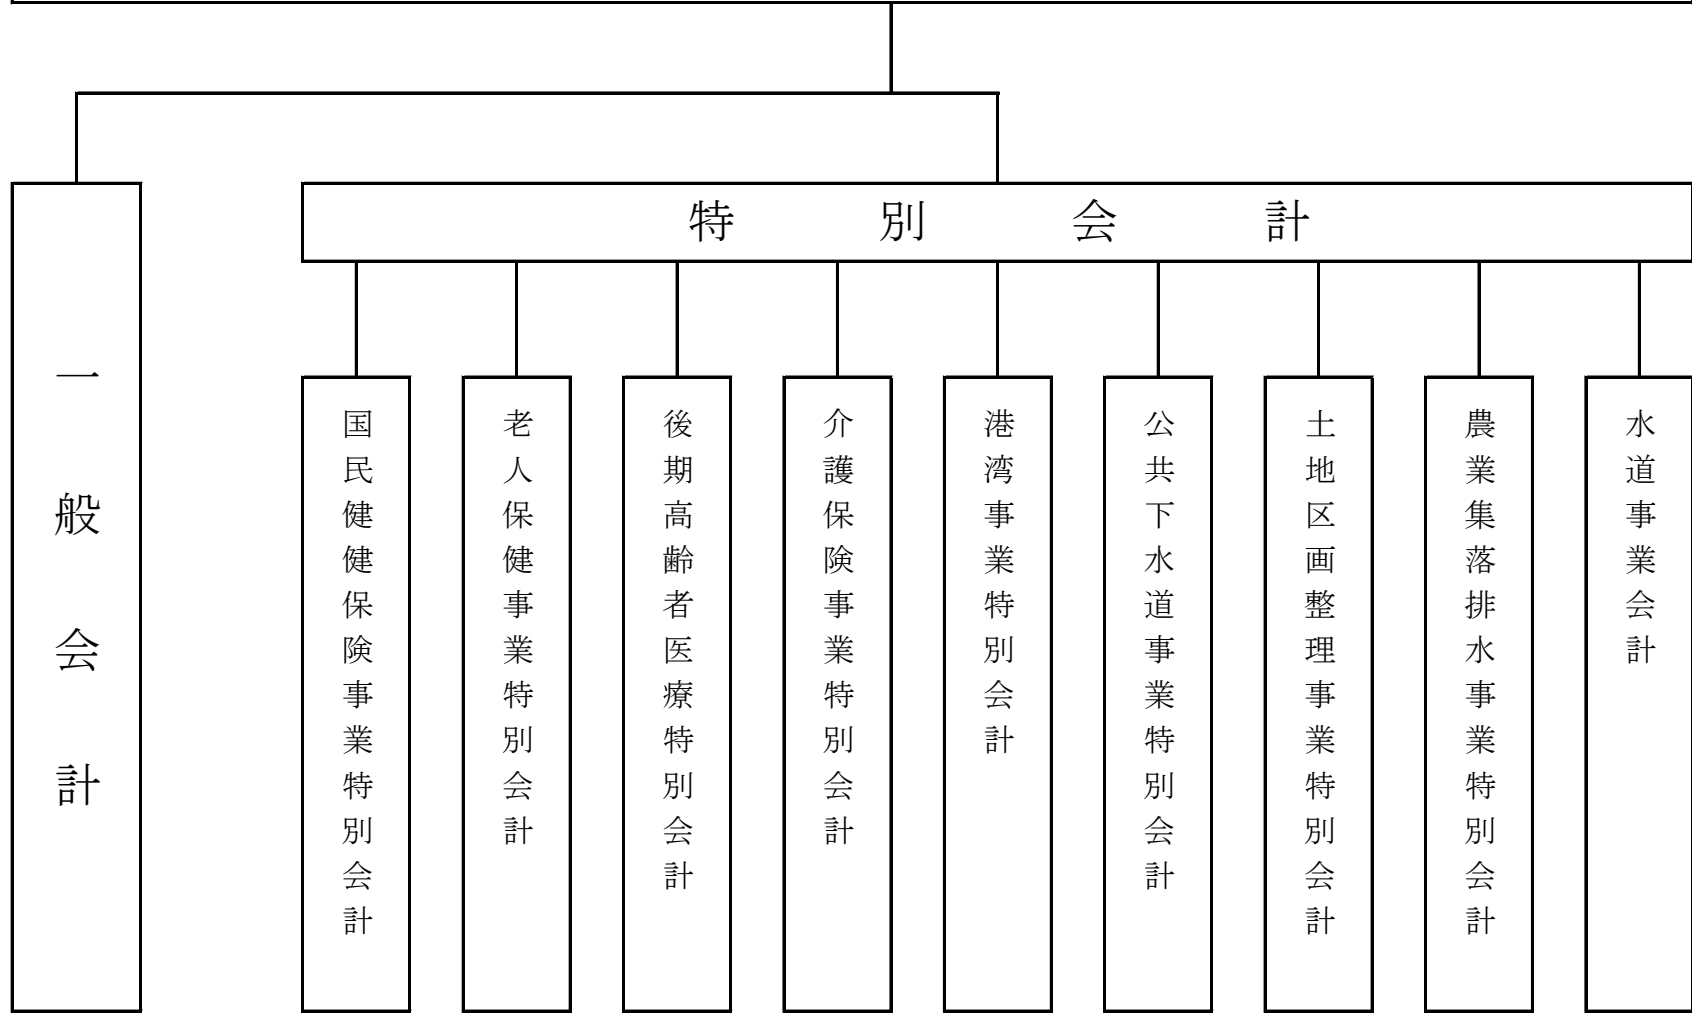 特別会計
一般会計
国民健健保険事業特別会計
老人保健事業特別会計
後期高齢者医療特別会計
介護保険事業特別会計
港湾事業特別会計
公共下水道事業特別会計
土地区画整理事業特別会計
農業集落排水事業特別会計
水道事業会計